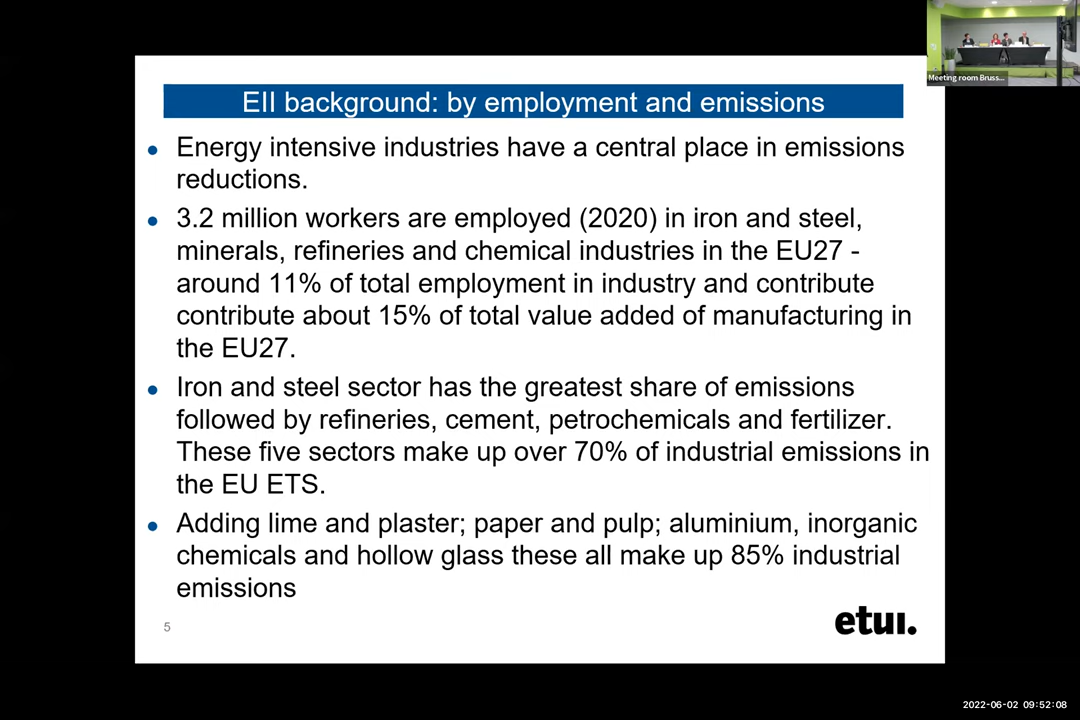 EII background: by employment and emissions
Energy intensive industries have a central place in emissions
reductions.
3.2 million workers are employed (2020) in iron and steel,
minerals, refineries and chemical industries in the EU27 -
around 11% of total employment in industry and contribute
contribute about 15% of total value added of manufacturing in
the EU27.
Iron and steel sector has the greatest share of emissions
followed by refineries, cement, petrochemicals and fertilizer.
These five sectors make up over 70% of industrial emissions in
the EU ETS.
Adding lime and plaster; paper and pulp; aluminium, inorganic
chemicals and hollow glass these all make up 85% industrial
emissions
5
etui.
Meeting room Bruss...
2022-06-02 09:52:08